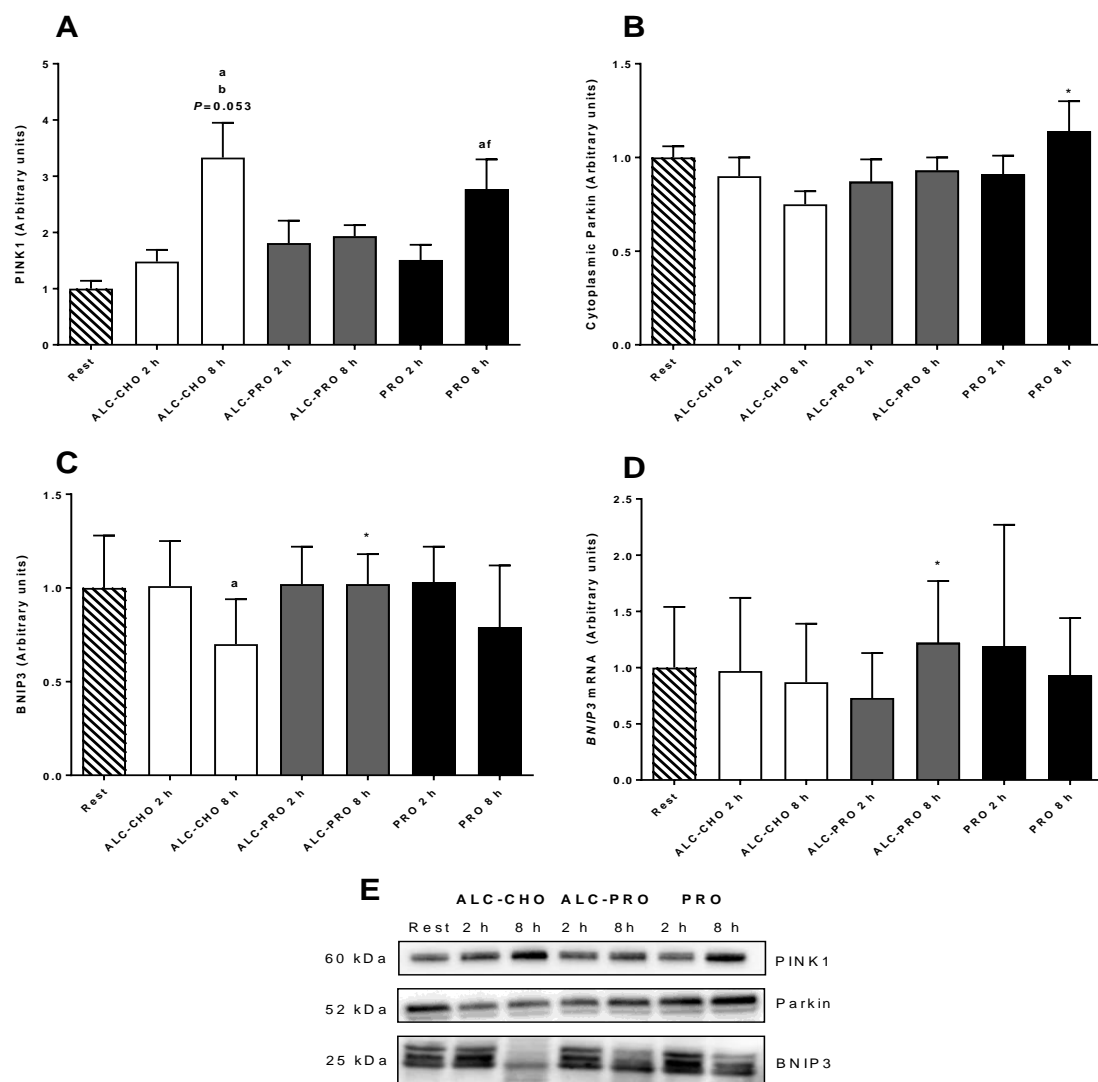 A
PINK1 (Arbitrary units)
5
4
3
2
1
0
a
b
P=0.053
af
Rest
ALC-CHO 2 h
ALC-CHO 8 h
ALC-PRO 2 h
ALC-PRO 8 h
PRO 2 h
PRO 8 h
B
Cytoplasmic Parkin (Arbitrary units)
1.5
1.0
0.5
0.0
*
Rest
ALC-CHO 2 h
ALC-CHO 8 h
ALC-PRO 2 h
ALC-PRO 8 h
PRO 2 h
PRO 8 h
C
BNIP3 (Arbitrary units)
1.5
1.0
0.5
0.0
a
*
Rest
ALC-CHO 2 h
ALC-CHO 8 h
ALC-PRO 2 h
ALC-PRO 8 h
PRO 2 h
PRO 8 h
D
BNIP3 mRNA (Arbitrary units)
2.5
2.0
1.5
1.0
0.5
0.0
*
Rest
ALC-CHO 2 h
ALC-CHO 8 h
ALC-PRO 2 h
ALC-PRO 8 h
PRO 2 h
PRO 8 h
E
ALC-CHO ALC-PRO PRO
Rest 2 h 8 h 2 h 8h 2 h 8 h
60 kDa PINK1
52 kDa Parkin
25 kDa BNIP3